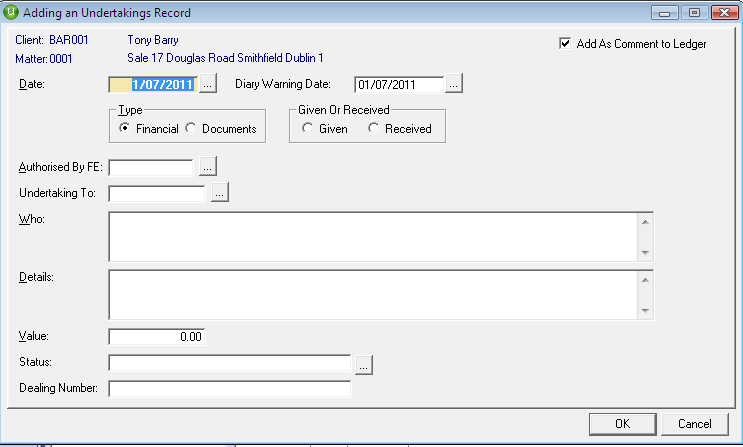 Adding an Undertakings Record
Client: BAR001 Tony Barry
Add As Comment to Ledger
Matter:0001 Sale 17 Douglas Road Smithfield Dublin 1
Date: 1/07/2011 ... Diary Warning Date: 01/07/2011 ...
Type Given Or Received
Financial Documents Given Received
Authorised By FE: ...
Undertaking To: ...
Who:
Details:
Value: 0.00
Status: ...
Dealing Number:
OK Cancel